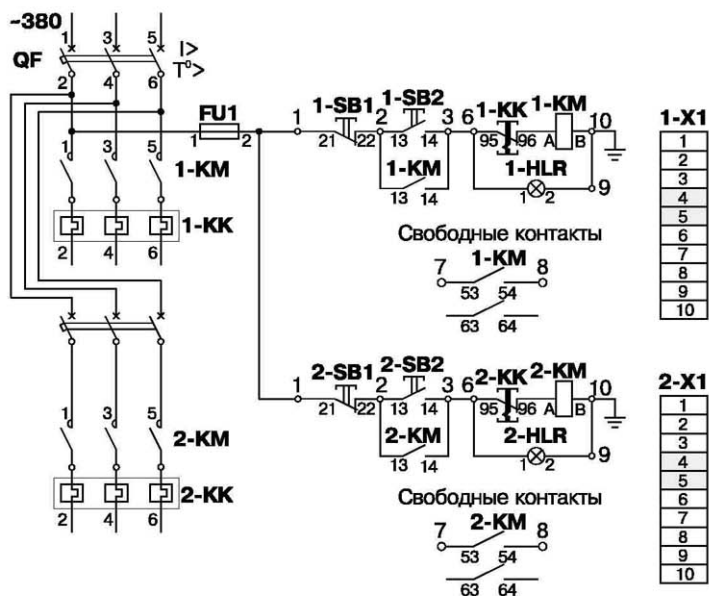 ~380
1 3 5
QF
I>
T°>
2 4 6
FU1
1 2
1 3 5
1-KM
1-KK
2 4 6
1 1-SB1 2 1-SB2 3 6 1-KK 1-KM 10
21 22 13 14 95 96 A B
1-KM 1-HLR
13 14 1 2 9
Свободные контакты
7 1-KM 8
53 54
63 64
1-X1
1
2
3
4
5
6
7
8
9
10
1 3 5
2-KM
2-KK
2 4 6
1 2-SB1 2 2-SB2 3 6 2-KK 2-KM 10
21 22 13 14 95 96 A B
2-KM 2-HLR
13 14 1 2 9
Свободные контакты
7 2-KM 8
53 54
63 64
2-X1
1
2
3
4
5
6
7
8
9
10